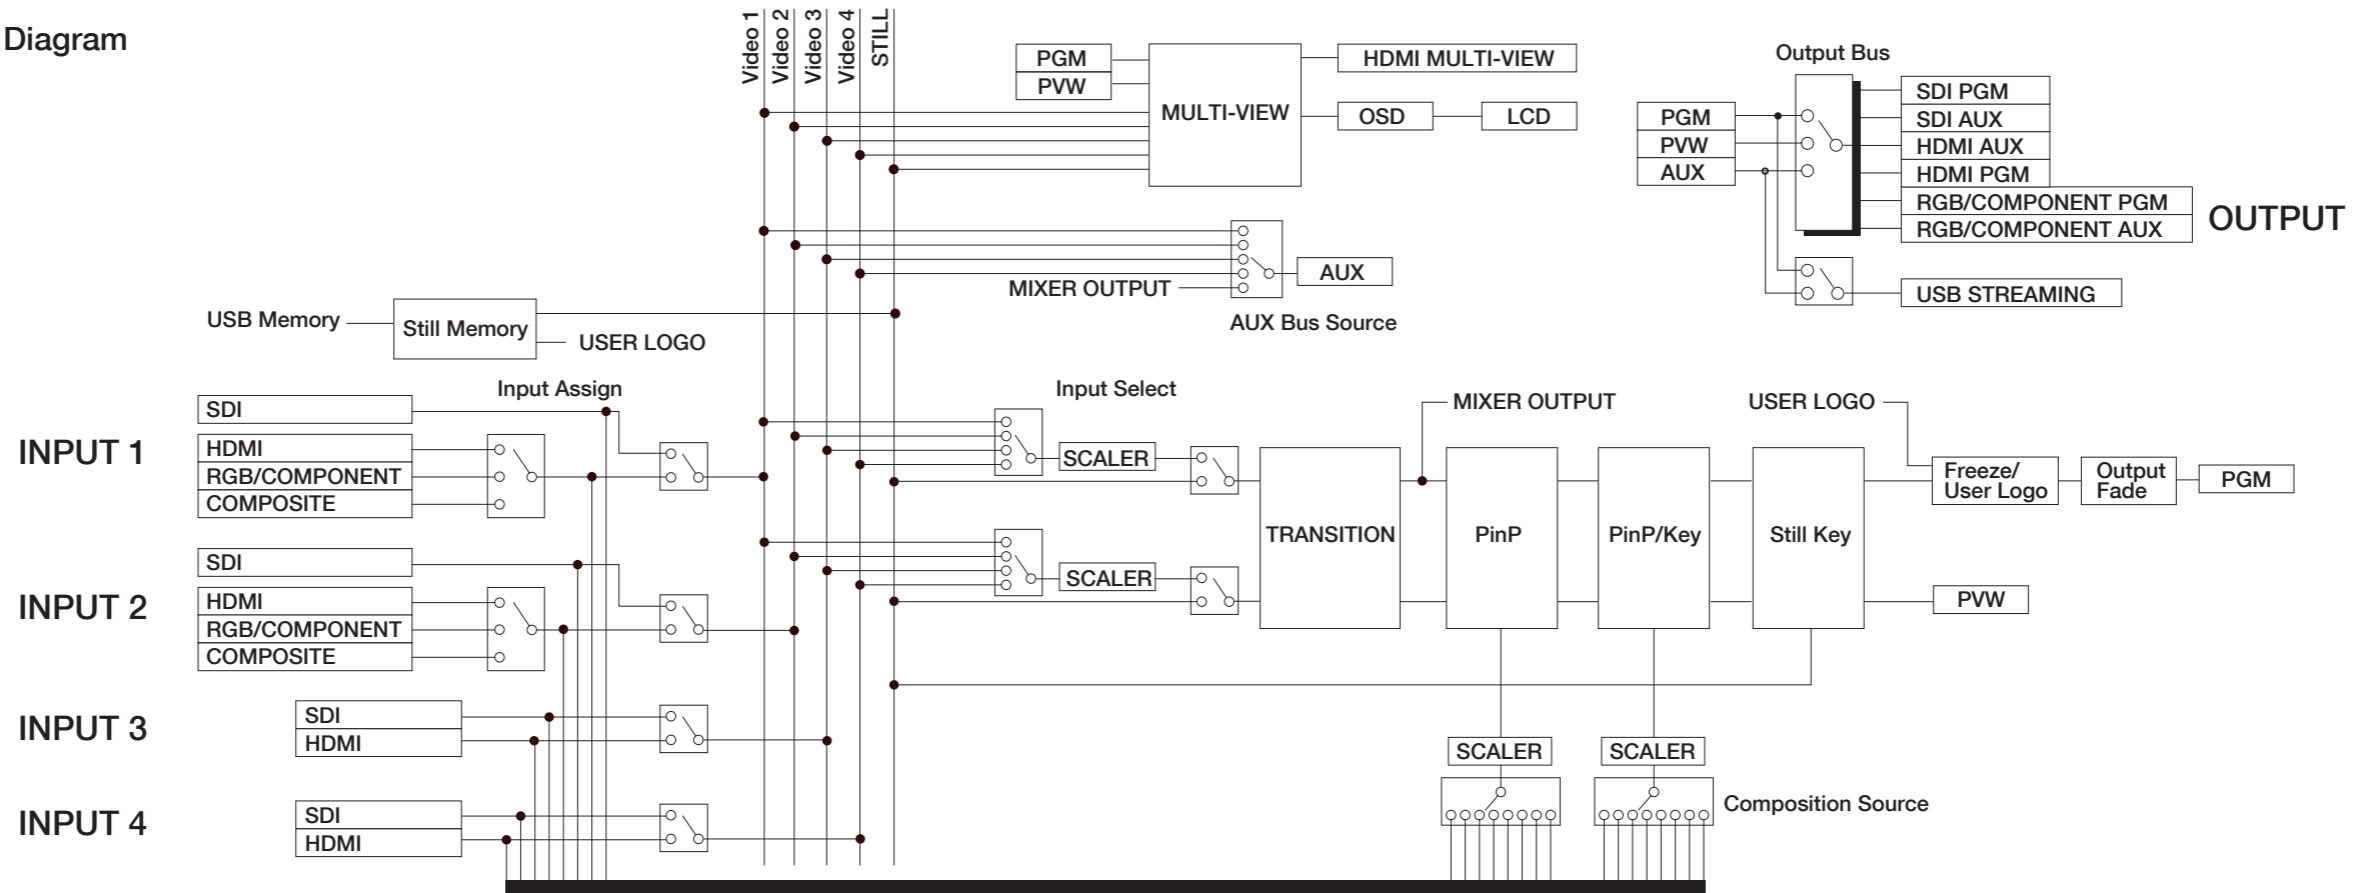 Diagram
Video 1
Video 2
Video 3
Video 4
STILL
PGM
PVW
MULTI-VIEW
HDMI MULTI-VIEW
OSD
LCD
Output Bus
PGM
PVW
AUX
SDI PGM
SDI AUX
HDMI AUX
HDMI PGM
RGB/COMPONENT PGM
RGB/COMPONENT AUX
OUTPUT
USB STREAMING
MIXER OUTPUT
AUX
AUX Bus Source
USB Memory
Still Memory
USER LOGO
Input Assign
Input Select
INPUT 1
SDI
HDMI
RGB/COMPONENT
COMPOSITE
INPUT 2
SDI
HDMI
RGB/COMPONENT
COMPOSITE
INPUT 3
SDI
HDMI
INPUT 4
SDI
HDMI
SCALER
SCALER
TRANSITION
MIXER OUTPUT
PinP
PinP/Key
Still Key
USER LOGO
Freeze/
User Logo
Output
Fade
PGM
PVW
SCALER
SCALER
Composition Source